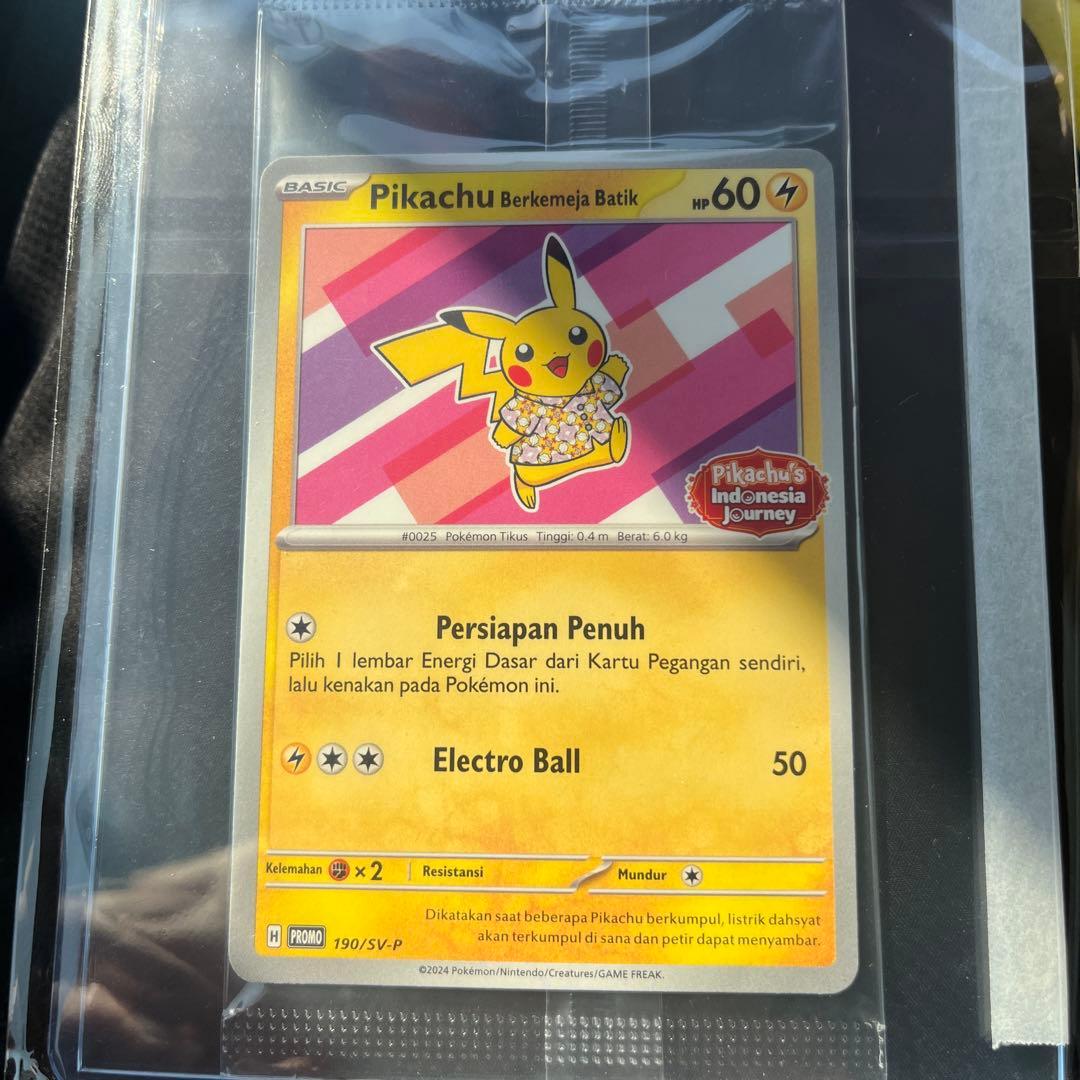 BASIC Pikachu Berkemeja Batik HP 60
Pikachu's
Indonesia
Journey
#0025 Pokémon Tikus Tinggi: 0.4 m Berat: 6.0 kg
Persiapan Penuh
Pilih 1 lembar Energi Dasar dari Kartu Pegangan sendiri,
lalu kenakan pada Pokémon ini.
Electro Ball 50
Kelemahan ×2 Resistansi Mundur
Dikatakan saat beberapa Pikachu berkumpul, listrik dahsyat
akan terkumpul di sana dan petir dapat menyambar.
H PROMO 190/SV-P
©2024 Pokémon/Nintendo/Creatures/GAME FREAK.